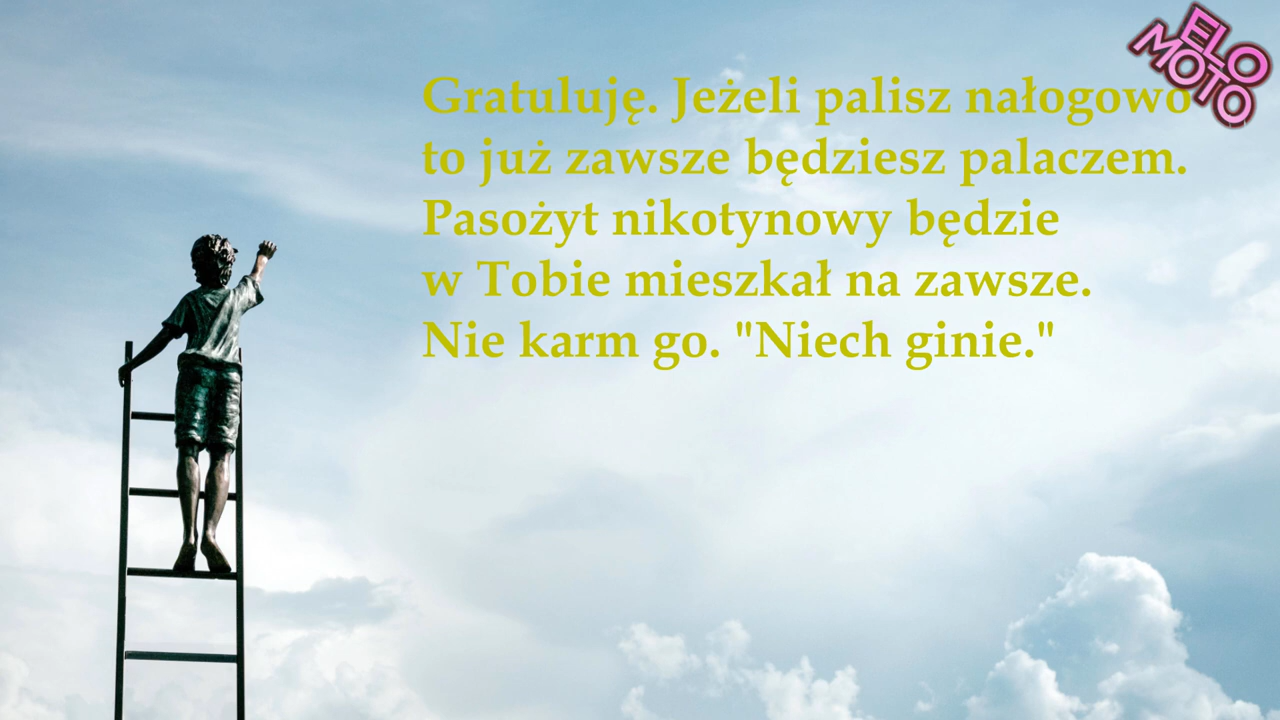 Gratuluję. Jeżeli palisz nałogowo
to już zawsze będziesz palaczem.
Pasożyt nikotynowy będzie
w Tobie mieszkał na zawsze.
Nie karm go. "Niech ginie."
ELO
MOTO